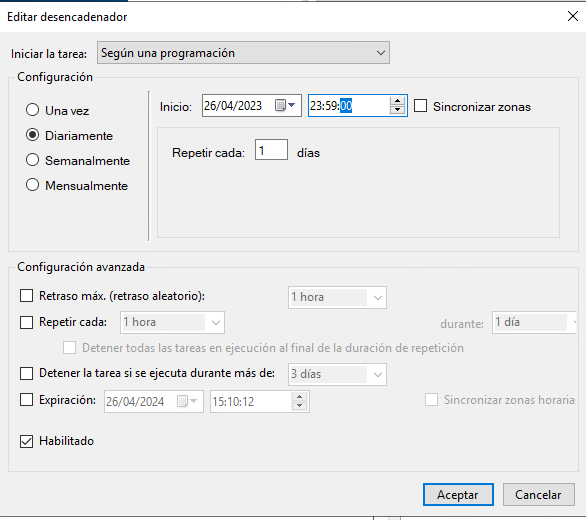 Editar desencadenador
Iniciar la tarea: Según una programación
Configuración
Una vez
Diariamente
Semanalmente
Mensualmente
Inicio: 26/04/2023 23:59:00 Sincronizar zonas
Repetir cada: 1 días
Configuración avanzada
Retraso máx. (retraso aleatorio): 1 hora
Repetir cada: 1 hora durante: 1 día
Detener todas las tareas en ejecución al final de la duración de repetición
Detener la tarea si se ejecuta durante más de: 3 días
Expiración: 26/04/2024 15:10:12 Sincronizar zonas horaria
Habilitado
Aceptar Cancelar